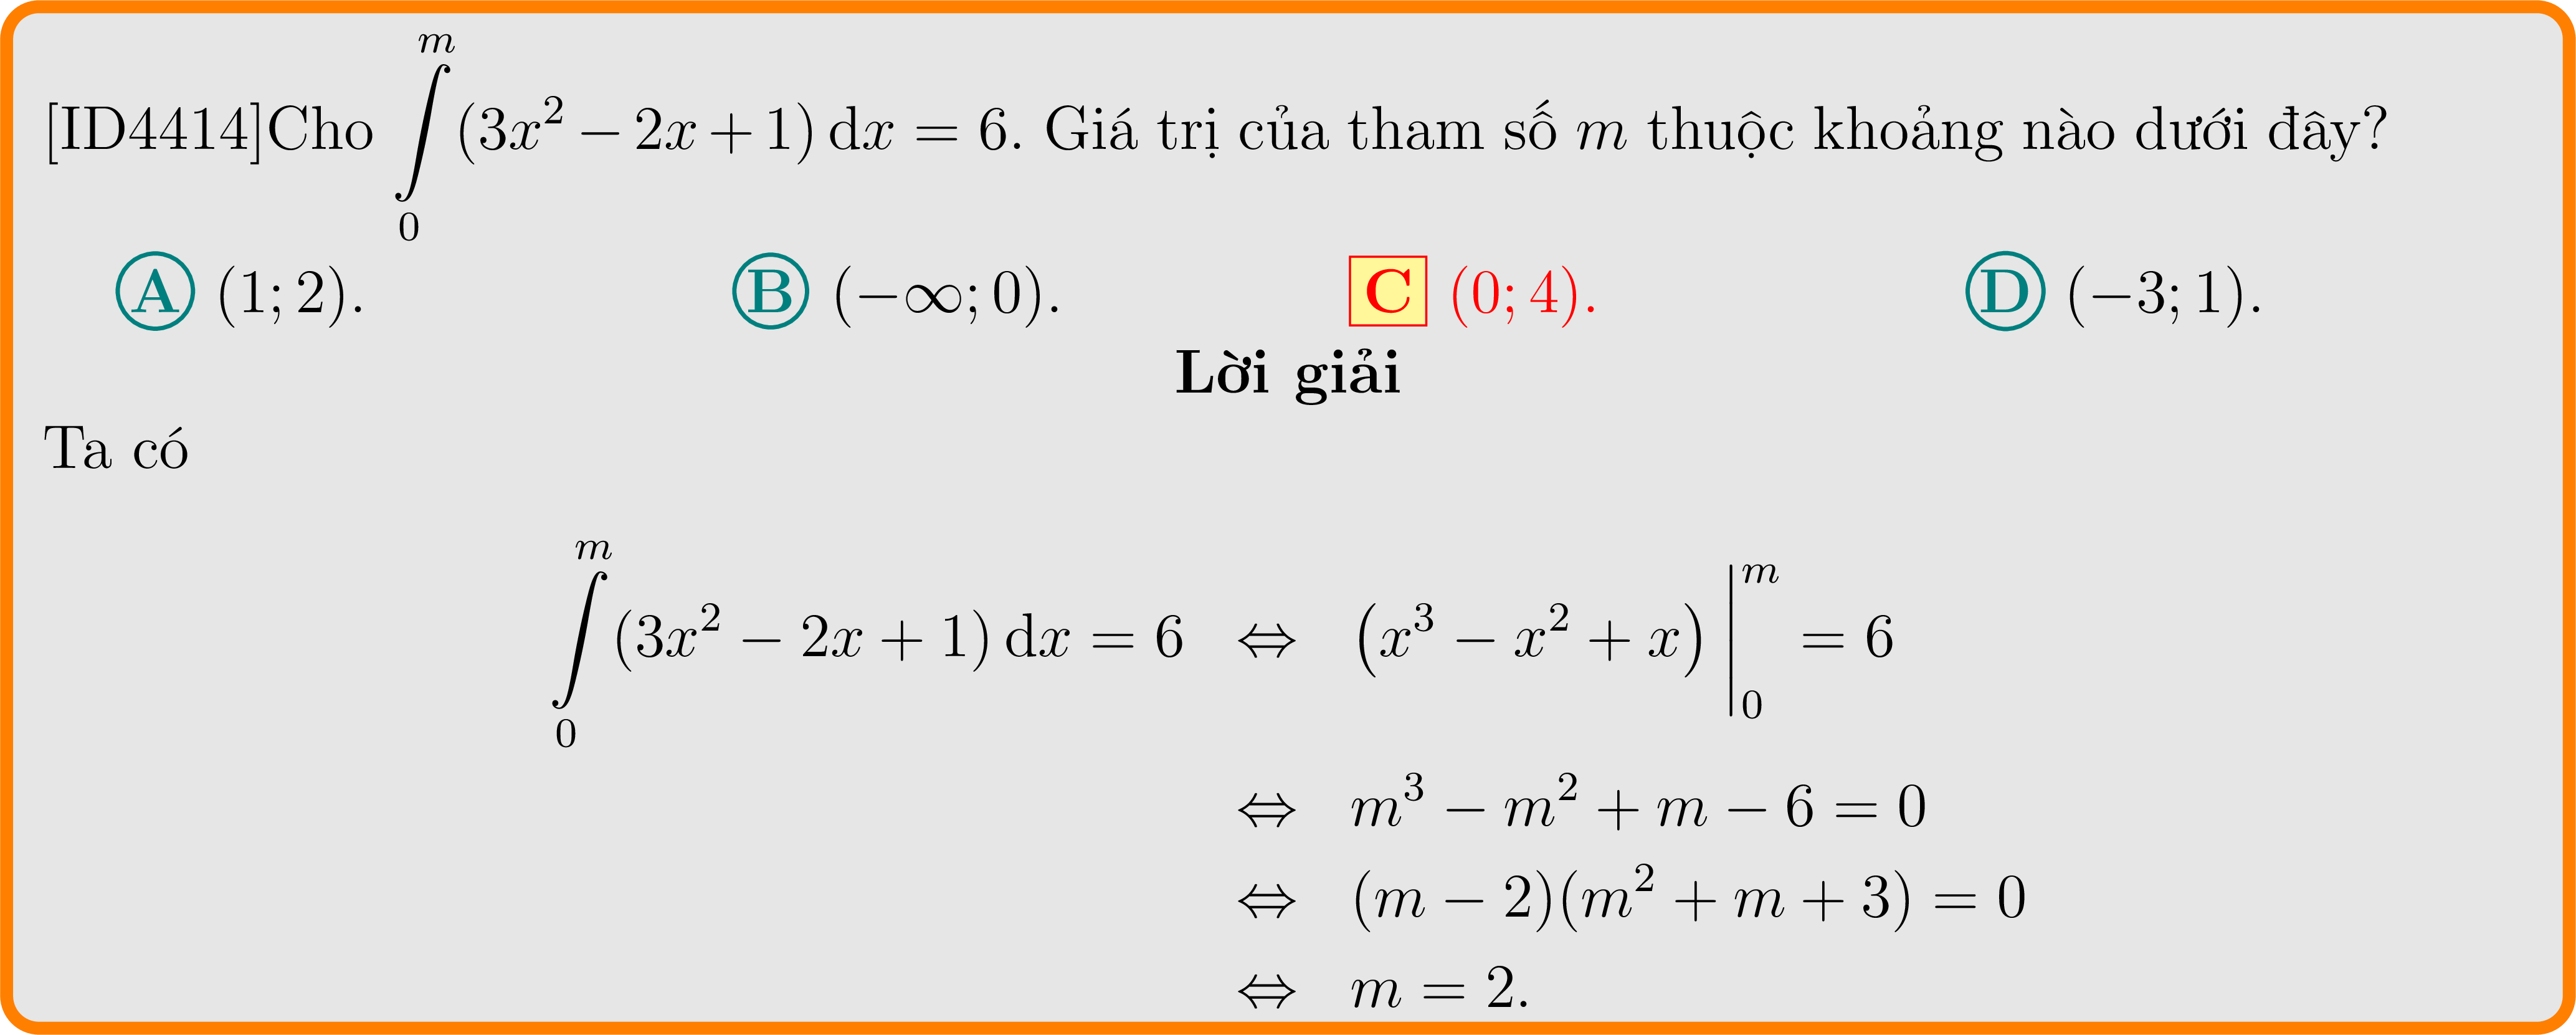 [ID4414]Cho $\int\limits_0^m (3x^2 - 2x + 1)\,\mathrm{d}x = 6$. Giá trị của tham số $m$ thuộc khoảng nào dưới đây?
A (1; 2). B (−∞; 0). C (0; 4). D (−3; 1).
Lời giải
Ta có
$\int\limits_0^m (3x^2 - 2x + 1)\,\mathrm{d}x = 6 \Leftrightarrow \left(x^3 - x^2 + x\right)\Big|_0^m = 6$
$\Leftrightarrow m^3 - m^2 + m - 6 = 0$
$\Leftrightarrow (m - 2)(m^2 + m + 3) = 0$
$\Leftrightarrow m = 2.$